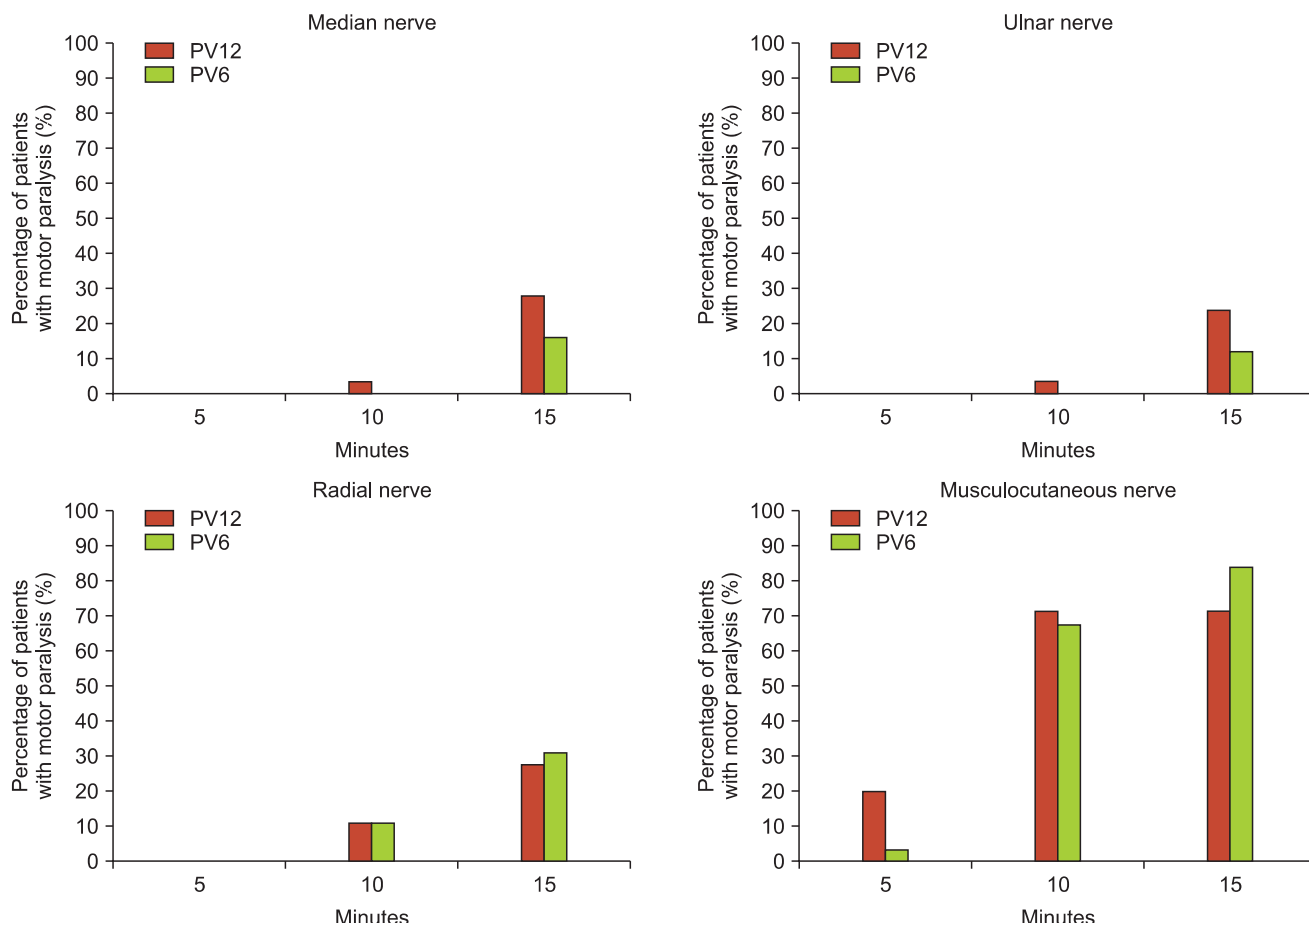 Median nerve
PV12
PV6
Percentage of patients
with motor paralysis (%)
100
90
80
70
60
50
40
30
20
10
0
5 10 15
Minutes
Ulnar nerve
PV12
PV6
Percentage of patients
with motor paralysis (%)
100
90
80
70
60
50
40
30
20
10
0
5 10 15
Minutes
Radial nerve
PV12
PV6
Percentage of patients
with motor paralysis (%)
100
90
80
70
60
50
40
30
20
10
0
5 10 15
Minutes
Musculocutaneous nerve
PV12
PV6
Percentage of patients
with motor paralysis (%)
100
90
80
70
60
50
40
30
20
10
0
5 10 15
Minutes